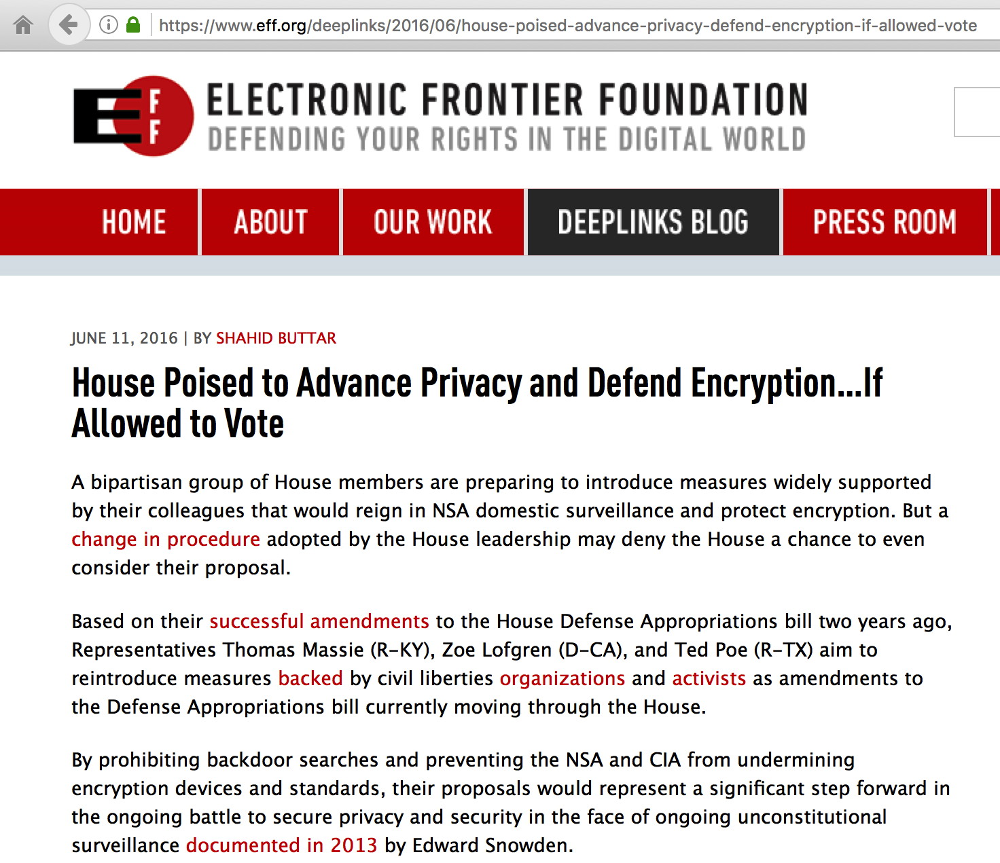 https://www.eff.org/deeplinks/2016/06/house-poised-advance-privacy-defend-encryption-if-allowed-vote
EFF
ELECTRONIC FRONTIER FOUNDATION
DEFENDING YOUR RIGHTS IN THE DIGITAL WORLD
HOME ABOUT OUR WORK DEEPLINKS BLOG PRESS ROOM
JUNE 11, 2016 | BY SHAHID BUTTAR
House Poised to Advance Privacy and Defend Encryption...If
Allowed to Vote
A bipartisan group of House members are preparing to introduce measures widely supported
by their colleagues that would reign in NSA domestic surveillance and protect encryption. But a
change in procedure adopted by the House leadership may deny the House a chance to even
consider their proposal.
Based on their successful amendments to the House Defense Appropriations bill two years ago,
Representatives Thomas Massie (R-KY), Zoe Lofgren (D-CA), and Ted Poe (R-TX) aim to
reintroduce measures backed by civil liberties organizations and activists as amendments to
the Defense Appropriations bill currently moving through the House.
By prohibiting backdoor searches and preventing the NSA and CIA from undermining
encryption devices and standards, their proposals would represent a significant step forward in
the ongoing battle to secure privacy and security in the face of ongoing unconstitutional
surveillance documented in 2013 by Edward Snowden.